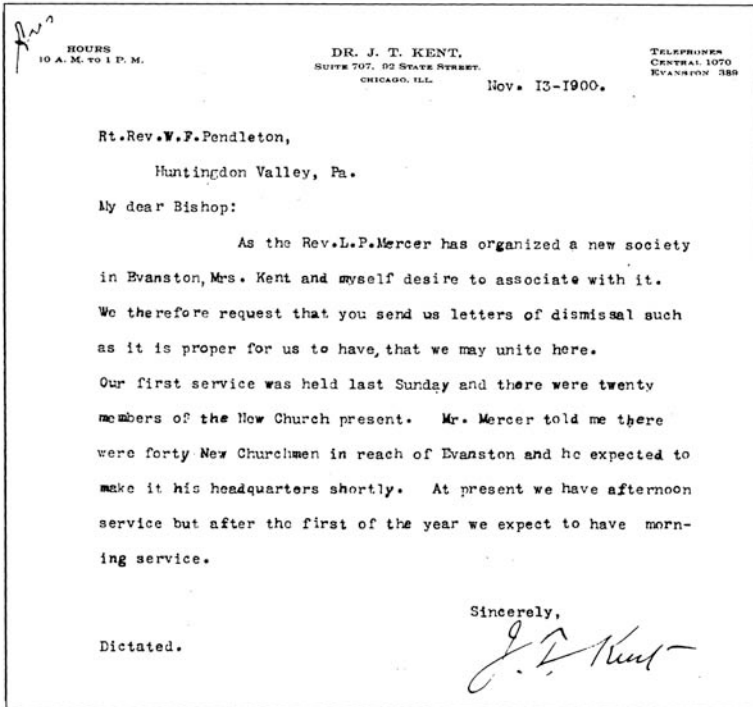 HOURS
10 A. M. TO 1 P. M.
DR. J. T. KENT,
SUITE 707, 92 STATE STREET.
CHICAGO, ILL.
TELEPHONES
CENTRAL 1070
EVANSTON 389
Nov. 13-1900.
Rt.Rev.W.F.Pendleton,
Huntingdon Valley, Pa.
My dear Bishop:
As the Rev.L.P.Mercer has organized a new society
in Evanston, Mrs. Kent and myself desire to associate with it.
We therefore request that you send us letters of dismissal such
as it is proper for us to have, that we may unite here.
Our first service was held last Sunday and there were twenty
members of the New Church present. Mr. Mercer told me there
were forty New Churchmen in reach of Evanston and he expected to
make it his headquarters shortly. At present we have afternoon
service but after the first of the year we expect to have morn-
ing service.
Sincerely,
Dictated.
J. T. Kent